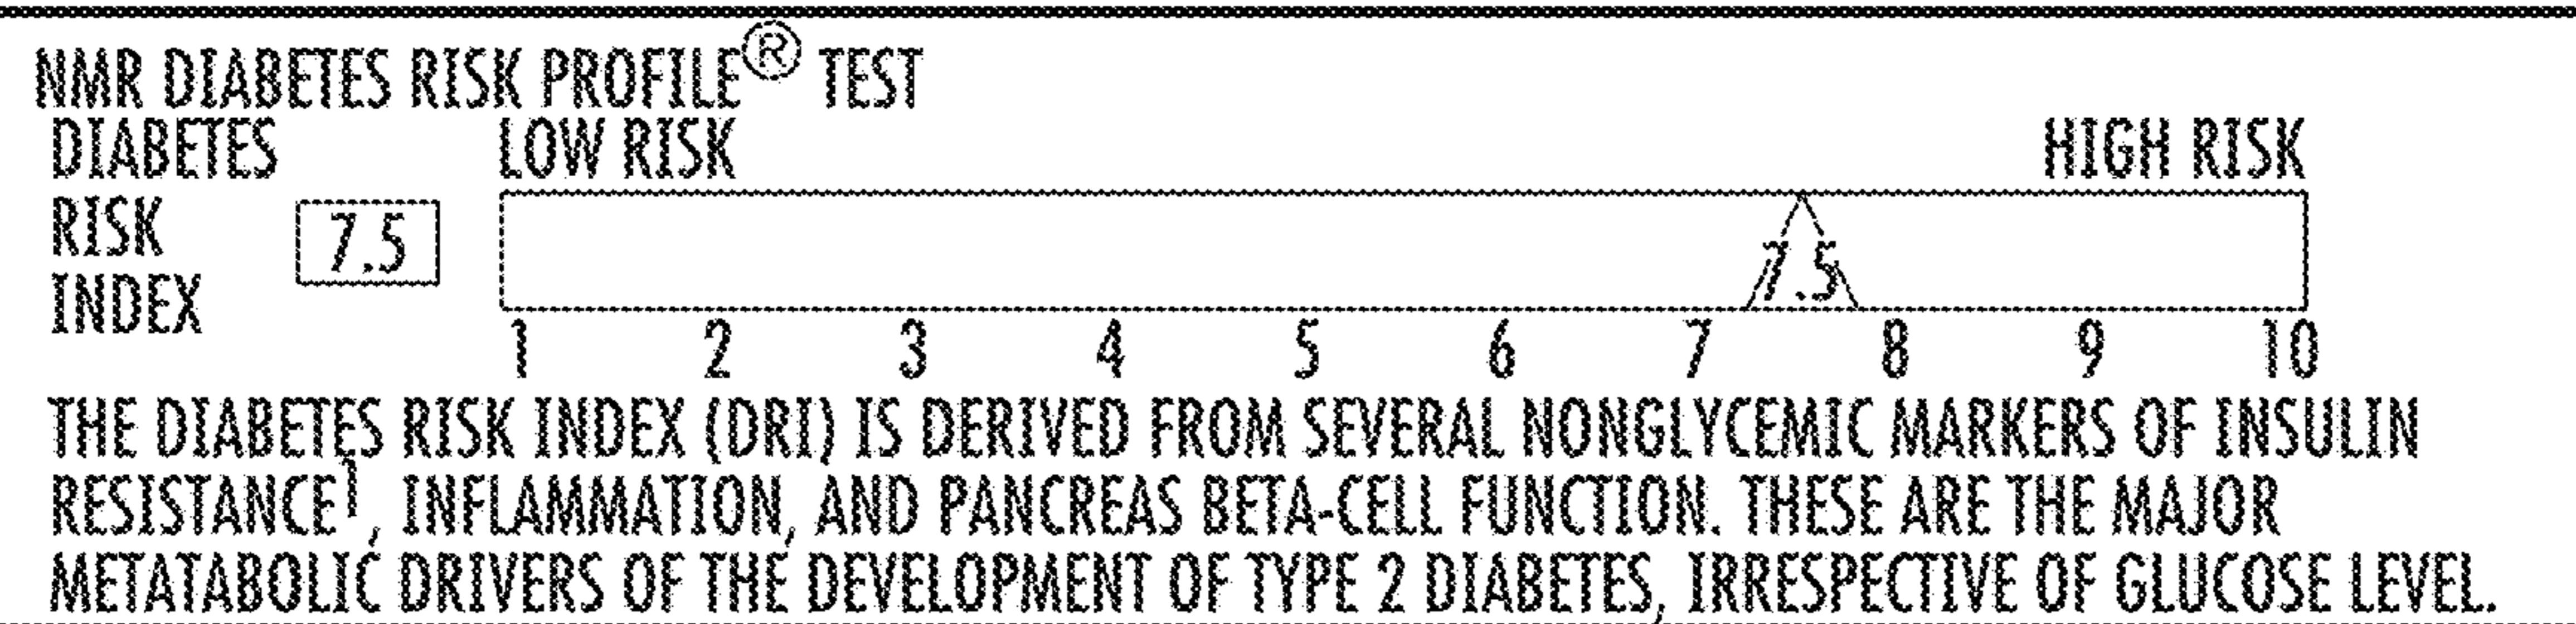 NMR DIABETES RISK PROFILE® TEST
DIABETES LOW RISK HIGH RISK
RISK
7.5
7.5
INDEX
1 2 3 4 5 6 7 8 9 10
THE DIABETES RISK INDEX (DRI) IS DERIVED FROM SEVERAL NONGLYCEMIC MARKERS OF INSULIN
RESISTANCE1, INFLAMMATION, AND PANCREAS BETA-CELL FUNCTION. THESE ARE THE MAJOR
METATABOLIC DRIVERS OF THE DEVELOPMENT OF TYPE 2 DIABETES, IRRESPECTIVE OF GLUCOSE LEVEL.